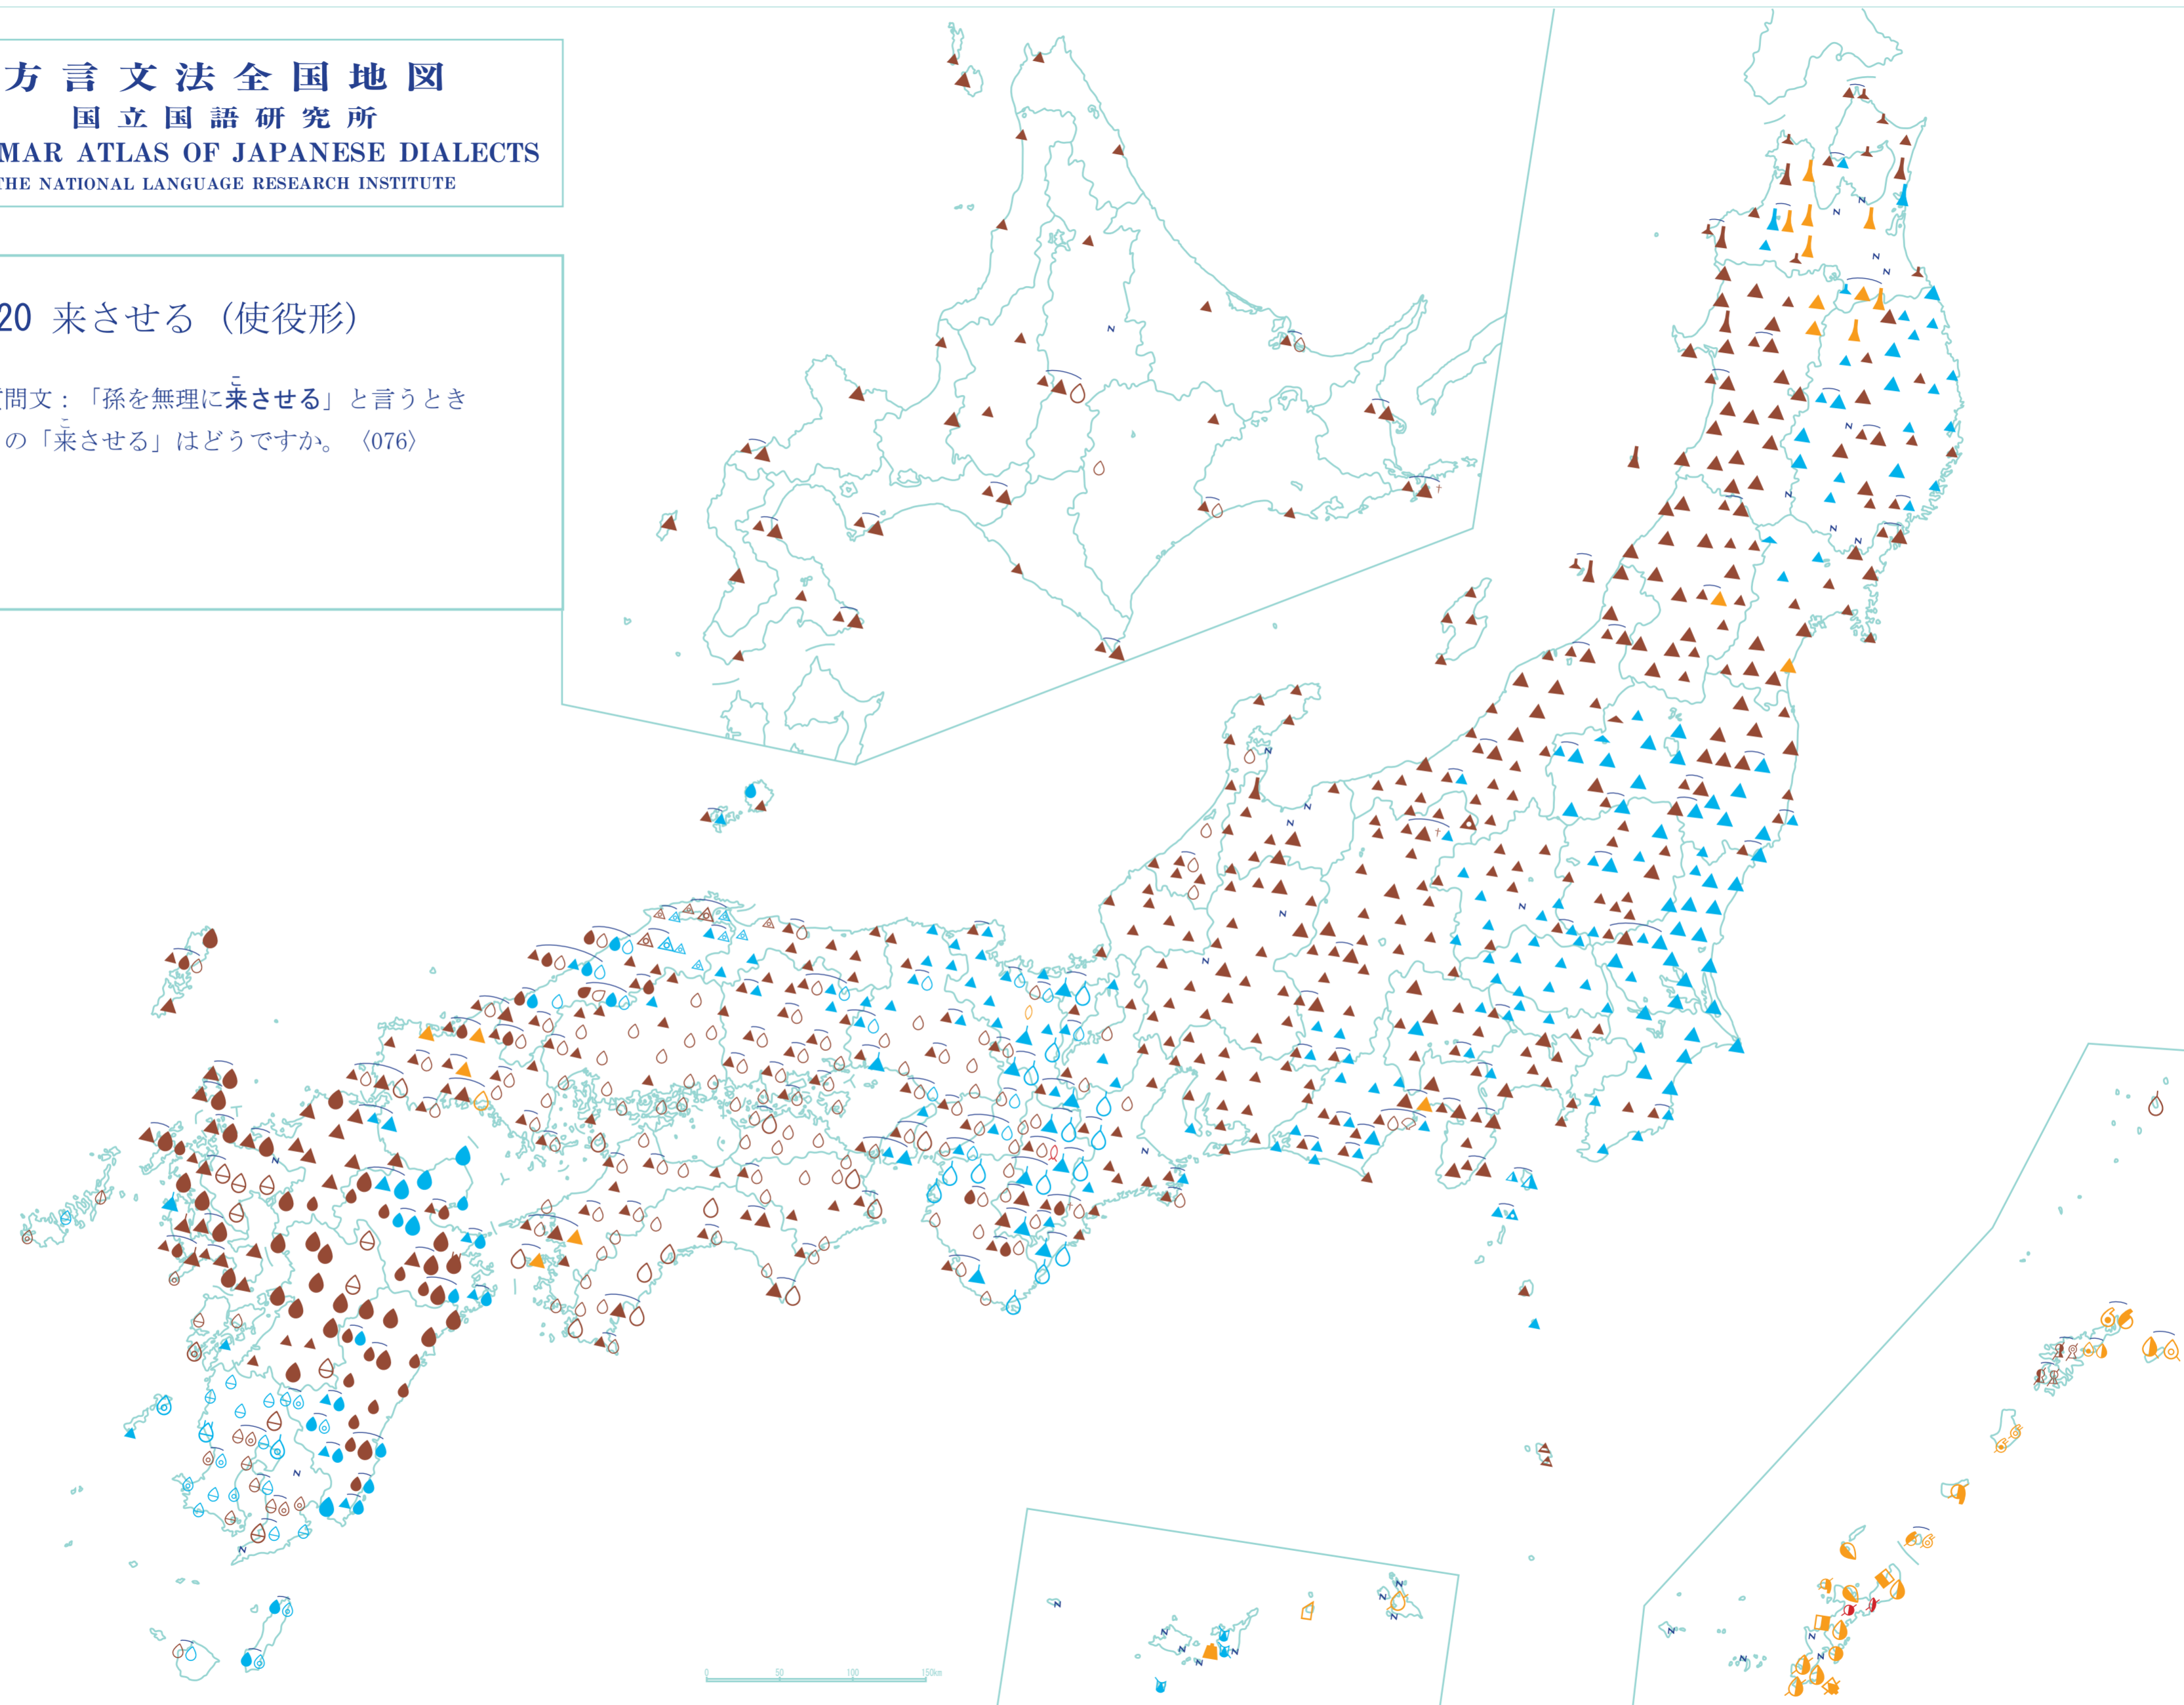 方言文法全国地図
国立国語研究所
MAR ATLAS OF JAPANESE DIALECTS
THE NATIONAL LANGUAGE RESEARCH INSTITUTE
20 来させる (使役形)
こ
問文：「孫を無理に来させる」と言うとき
こ
の「来させる」はどうですか。〈076〉
0 50 100 150km